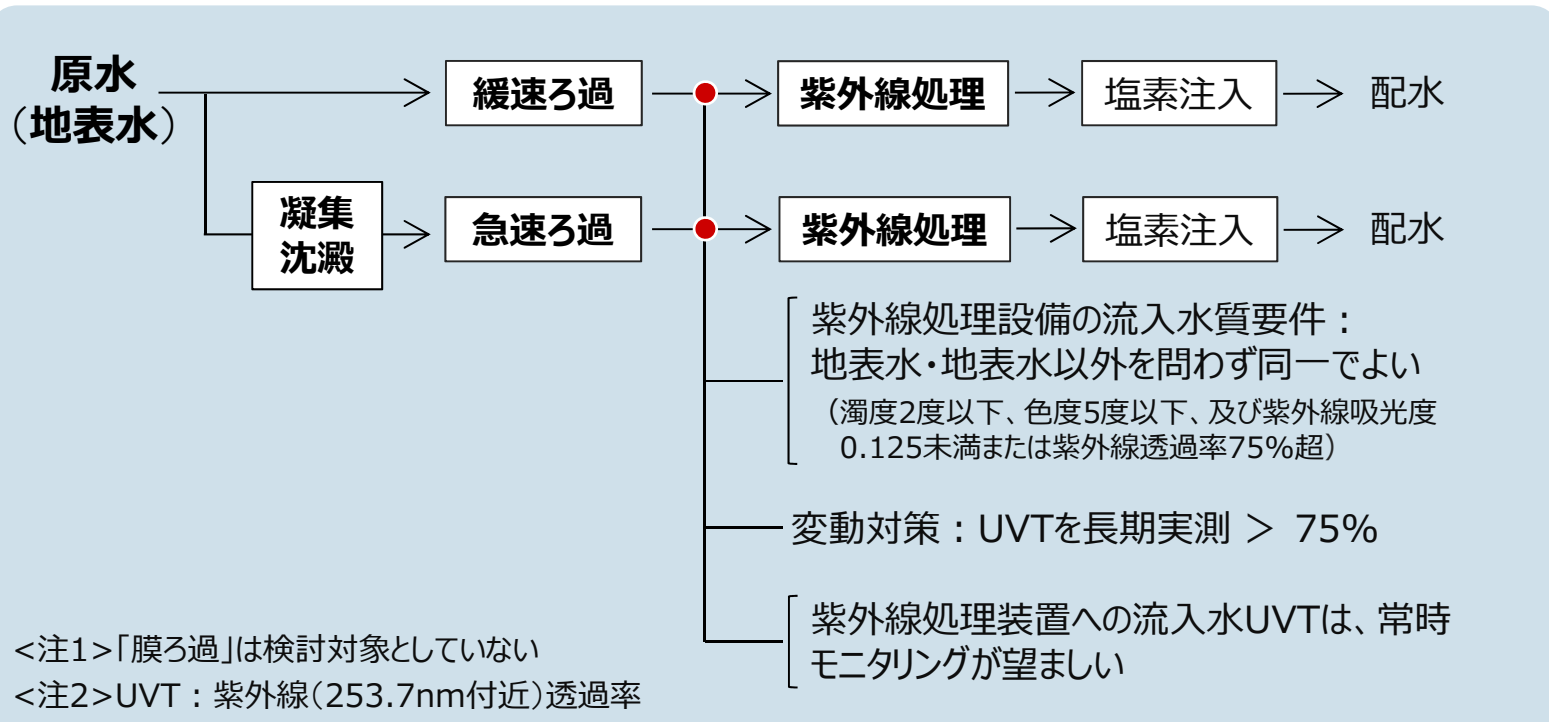 原水
（地表水）
緩速ろ過
紫外線処理
塩素注入
配水
凝集
沈澱
急速ろ過
紫外線処理
塩素注入
配水
紫外線処理設備の流入水質要件：
地表水・地表水以外を問わず同一でよい
（濁度2度以下、色度5度以下、及び紫外線吸光度
0.125未満または紫外線透過率75%超）
変動対策：UVTを長期実測 ＞ 75%
紫外線処理装置への流入水UVTは、常時
モニタリングが望ましい
<注1>「膜ろ過」は検討対象としていない
<注2>UVT：紫外線（253.7nm付近）透過率